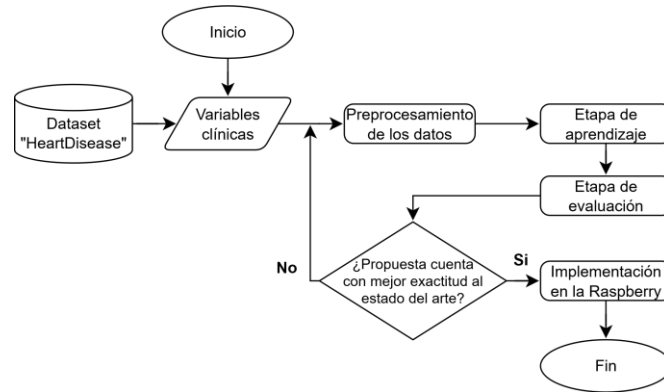 Inicio
Dataset
"HeartDisease"
Variables
clínicas
Preprocesamiento
de los datos
Etapa de
aprendizaje
Etapa de
evaluación
¿Propuesta cuenta
con mejor exactitud al
estado del arte?
No
Si
Implementación
en la Raspberry
Fin